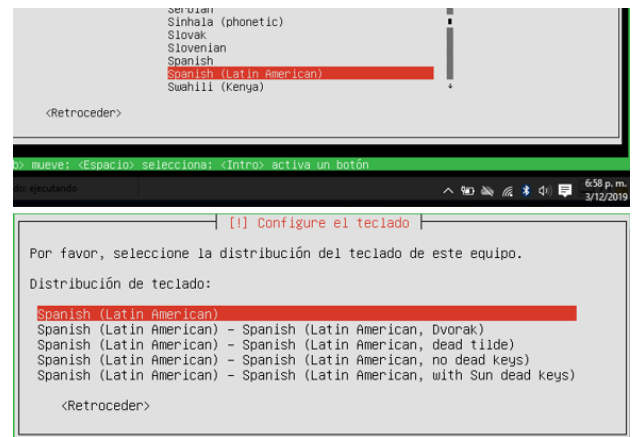 Serbian
Sinhala (phonetic)
Slovak
Slovenian
Spanish
Spanish (Latin American)
Swahili (Kenya)
<Retroceder>
b> mueve; <Espacio> selecciona; <Intro> activa un botón
do: ejecutando
6:58 p. m.
3/12/2019
[!] Configure el teclado
Por favor, seleccione la distribución del teclado de este equipo.
Distribución de teclado:
Spanish (Latin American)
Spanish (Latin American) – Spanish (Latin American, Dvorak)
Spanish (Latin American) – Spanish (Latin American, dead tilde)
Spanish (Latin American) – Spanish (Latin American, no dead keys)
Spanish (Latin American) – Spanish (Latin American, with Sun dead keys)
<Retroceder>